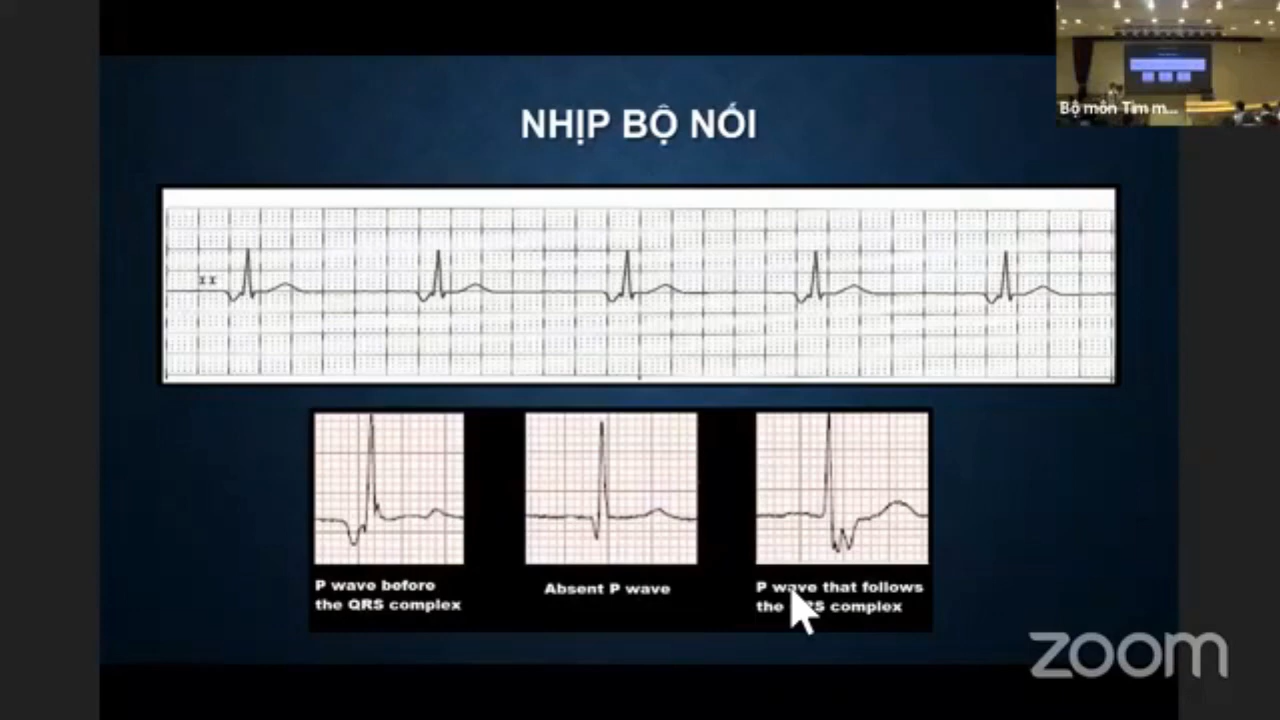 NHỊP BỘ NỐI
Bộ môn Tim m...
II
P wave before
the QRS complex
Absent P wave
P wave that follows
the QRS complex
zoom